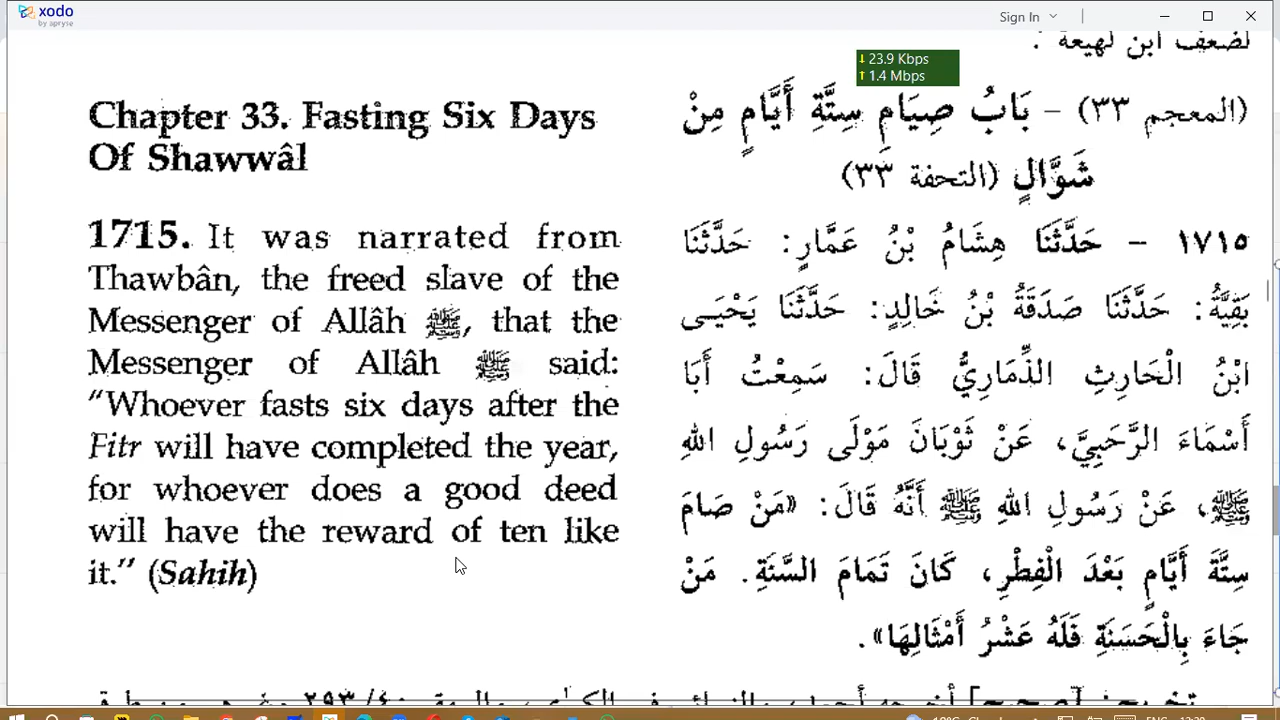 xodo
by apryse
Sign In
23.9 Kbps
1.4 Mbps
لضعف ابن لهيعة .
Chapter 33. Fasting Six Days
Of Shawwâl
(المعجم ٣٣) – بَابُ صِيَامِ سِتَّةِ أَيَّامٍ مِنْ
شَوَّالٍ (التحفة ٣٣)
1715. It was narrated from
Thawbân, the freed slave of the
Messenger of Allâh ﷺ, that the
Messenger of Allâh ﷺ said:
“Whoever fasts six days after the
Fitr will have completed the year,
for whoever does a good deed
will have the reward of ten like
it.” (Sahih)
١٧١٥ – حَدَّثَنَا هِشَامُ بْنُ عَمَّارٍ: حَدَّثَنَا
بَقِيَّةُ: حَدَّثَنَا صَدَقَةُ بْنُ خَالِدٍ: حَدَّثَنَا يَحْيَى
ابْنُ الْحَارِثِ الذِّمَارِيُّ قَالَ: سَمِعْتُ أَبَا
أَسْمَاءَ الرَّحَبِيَّ، عَنْ ثَوْبَانَ مَوْلَى رَسُولِ اللهِ
ﷺ، عَنْ رَسُولِ اللهِ ﷺ أَنَّهُ قَالَ: «مَنْ صَامَ
سِتَّةَ أَيَّامٍ بَعْدَ الْفِطْرِ، كَانَ تَمَامَ السَّنَةِ. مَنْ
جَاءَ بِالْحَسَنَةِ فَلَهُ عَشْرُ أَمْثَالِهَا».